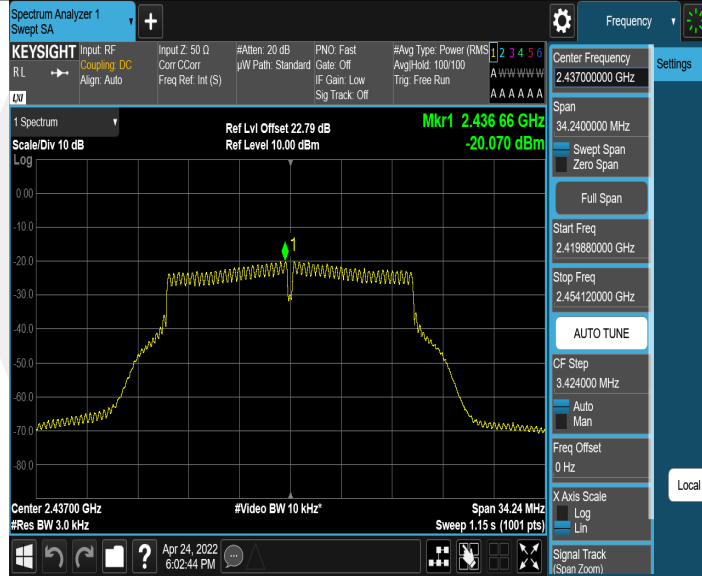 Spectrum Analyzer 1
Swept SA
+
Frequency
KEYSIGHT
RL
LXI
Input: RF
Coupling: DC
Align: Auto
Input Z: 50 Ω
Corr CCorr
Freq Ref: Int (S)
#Atten: 20 dB
µW Path: Standard
PNO: Fast
Gate: Off
IF Gain: Low
Sig Track: Off
#Avg Type: Power (RMS
Avg|Hold: 100/100
Trig: Free Run
1 2 3 4 5 6
A W W W W W
A A A A A A
1 Spectrum
Scale/Div 10 dB
Ref Lvl Offset 22.79 dB
Ref Level 10.00 dBm
Mkr1 2.436 66 GHz
-20.070 dBm
Log
0.00
-10.0
-20.0
-30.0
-40.0
-50.0
-60.0
-70.0
-80.0
1
Center 2.43700 GHz
#Res BW 3.0 kHz
#Video BW 10 kHz*
Span 34.24 MHz
Sweep 1.15 s (1001 pts)
Apr 24, 2022
6:02:44 PM
?
Center Frequency
2.437000000 GHz
Span
34.2400000 MHz
Swept Span
Zero Span
Full Span
Start Freq
2.419880000 GHz
Stop Freq
2.454120000 GHz
AUTO TUNE
CF Step
3.424000 MHz
Auto
Man
Freq Offset
0 Hz
X Axis Scale
Log
Lin
Signal Track
(Span Zoom)
Settings
Local